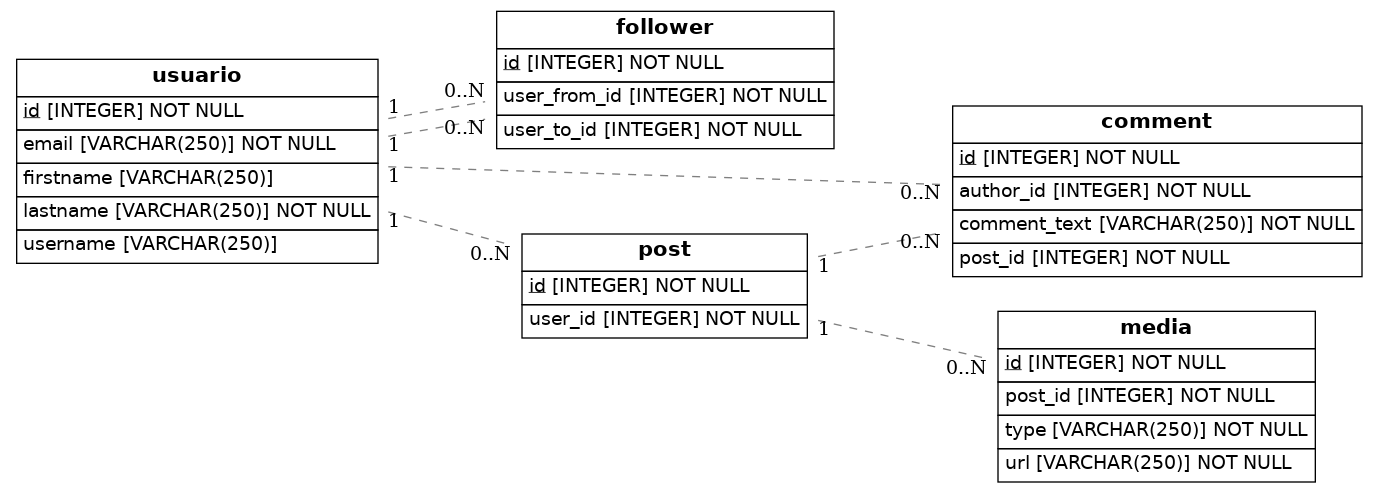 usuario
id [INTEGER] NOT NULL
email [VARCHAR(250)] NOT NULL
firstname [VARCHAR(250)]
lastname [VARCHAR(250)] NOT NULL
username [VARCHAR(250)]
1
1
1
1
0..N
0..N
0..N
follower
id [INTEGER] NOT NULL
user_from_id [INTEGER] NOT NULL
user_to_id [INTEGER] NOT NULL
post
id [INTEGER] NOT NULL
user_id [INTEGER] NOT NULL
1
1
0..N
0..N
0..N
comment
id [INTEGER] NOT NULL
author_id [INTEGER] NOT NULL
comment_text [VARCHAR(250)] NOT NULL
post_id [INTEGER] NOT NULL
media
id [INTEGER] NOT NULL
post_id [INTEGER] NOT NULL
type [VARCHAR(250)] NOT NULL
url [VARCHAR(250)] NOT NULL